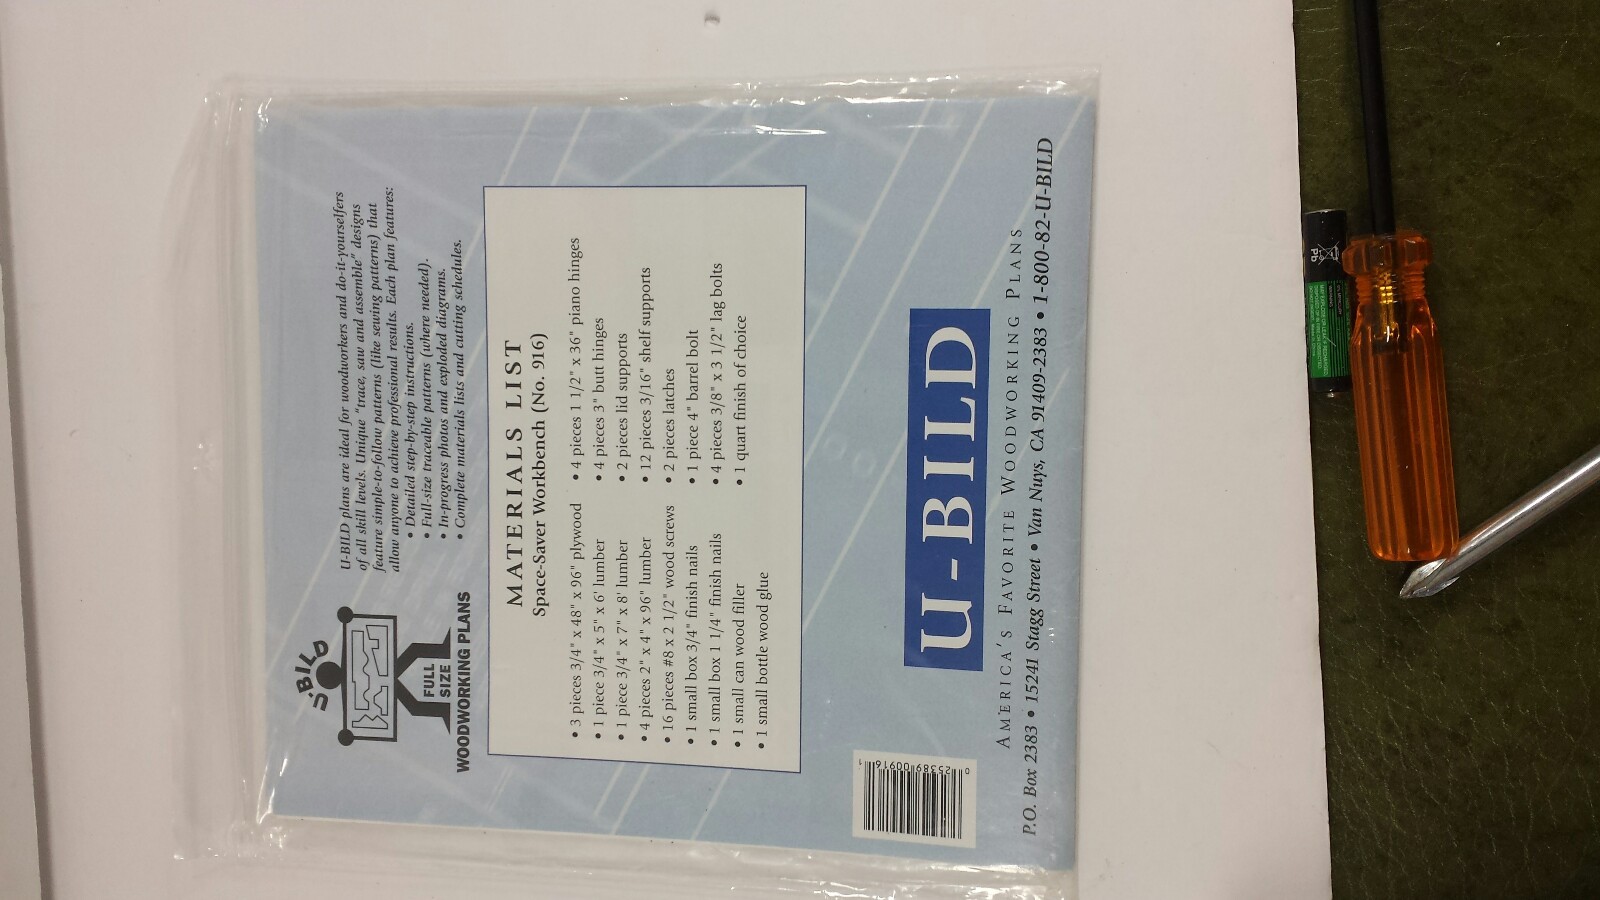 U-BILD
FULL
SIZE
WOODWORKING PLANS
U-BILD plans are ideal for woodworkers and do-it-yourselfers
of all skill levels. Unique "trace, saw and assemble" designs
feature simple-to-follow patterns (like sewing patterns) that
allow anyone to achieve professional results. Each plan features:
• Detailed step-by-step instructions.
• Full-size traceable patterns (where needed).
• In-progress photos and exploded diagrams.
• Complete materials lists and cutting schedules.
MATERIALS LIST
Space-Saver Workbench (No. 916)
• 3 pieces 3/4" x 48" x 96" plywood
• 1 piece 3/4" x 5" x 6' lumber
• 1 piece 3/4" x 7" x 8' lumber
• 4 pieces 2" x 4" x 96" lumber
• 16 pieces #8 x 2 1/2" wood screws
• 1 small box 3/4" finish nails
• 1 small box 1 1/4" finish nails
• 1 small can wood filler
• 1 small bottle wood glue
• 4 pieces 1 1/2" x 36" piano hinges
• 4 pieces 3" butt hinges
• 2 pieces lid supports
• 12 pieces 3/16" shelf supports
• 2 pieces latches
• 1 piece 4" barrel bolt
• 4 pieces 3/8" x 3 1/2" lag bolts
• 1 quart finish of choice
0 25389 00916 1
U-BILD
AMERICA'S FAVORITE WOODWORKING PLANS
P.O. Box 2383 • 15241 Stagg Street • Van Nuys, CA 91409-2383 • 1-800-82-U-BILD
Pb